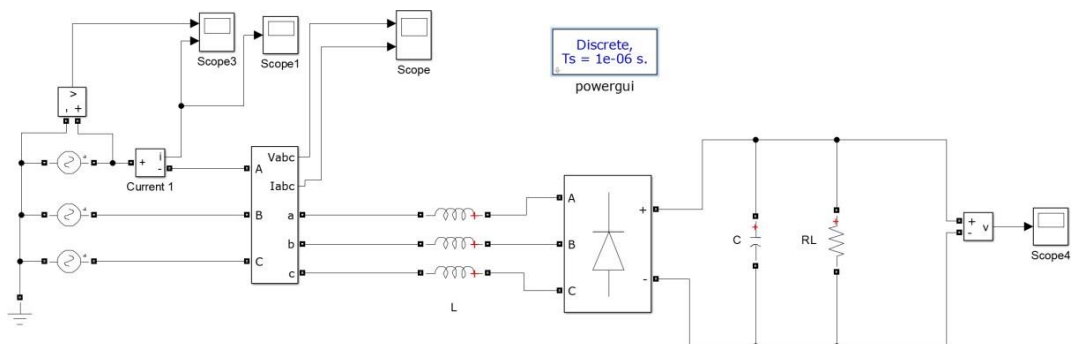 Scope3
Scope1
Scope
Discrete,
Ts = 1e-06 s.
powergui
v
- +
+ i -
Current 1
Vabc
Iabc
A
B
C
a
b
c
L
A
B
C
+
-
C
RL
+
- v
Scope4